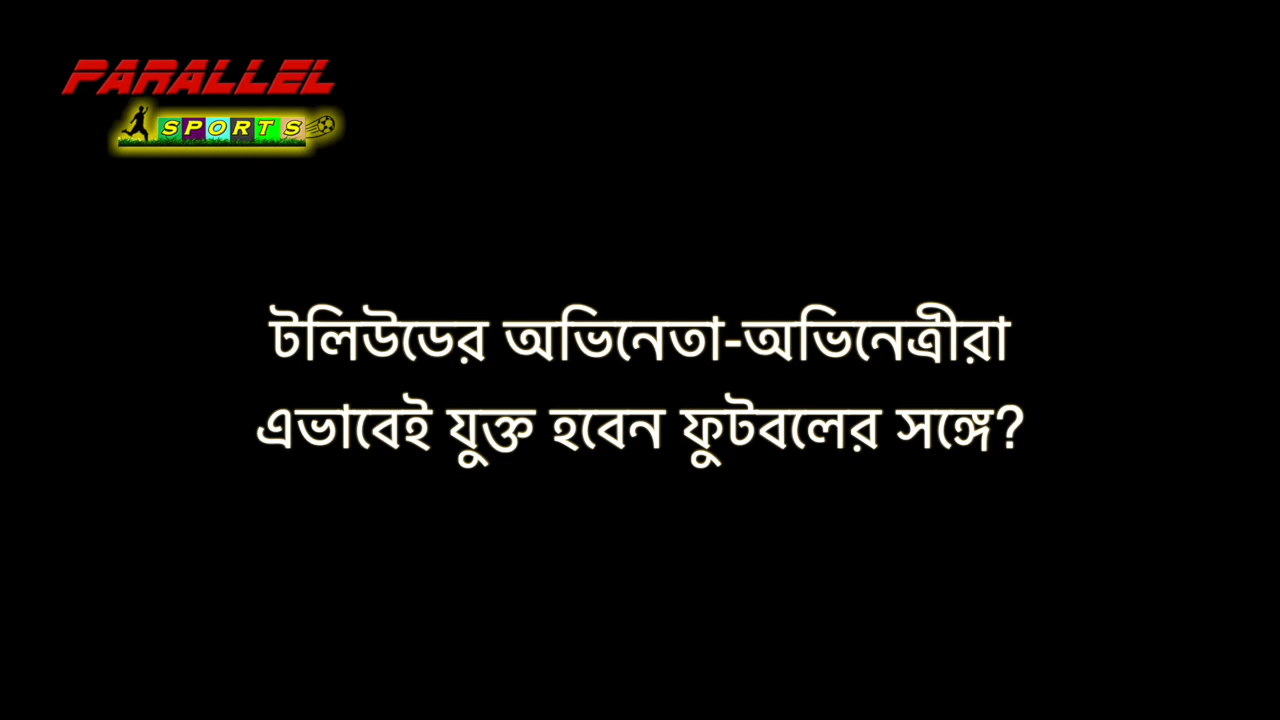 PARALLEL
SPORTS
টলিউডের অভিনেতা-অভিনেত্রীরা
এভাবেই যুক্ত হবেন ফুটবলের সঙ্গে?